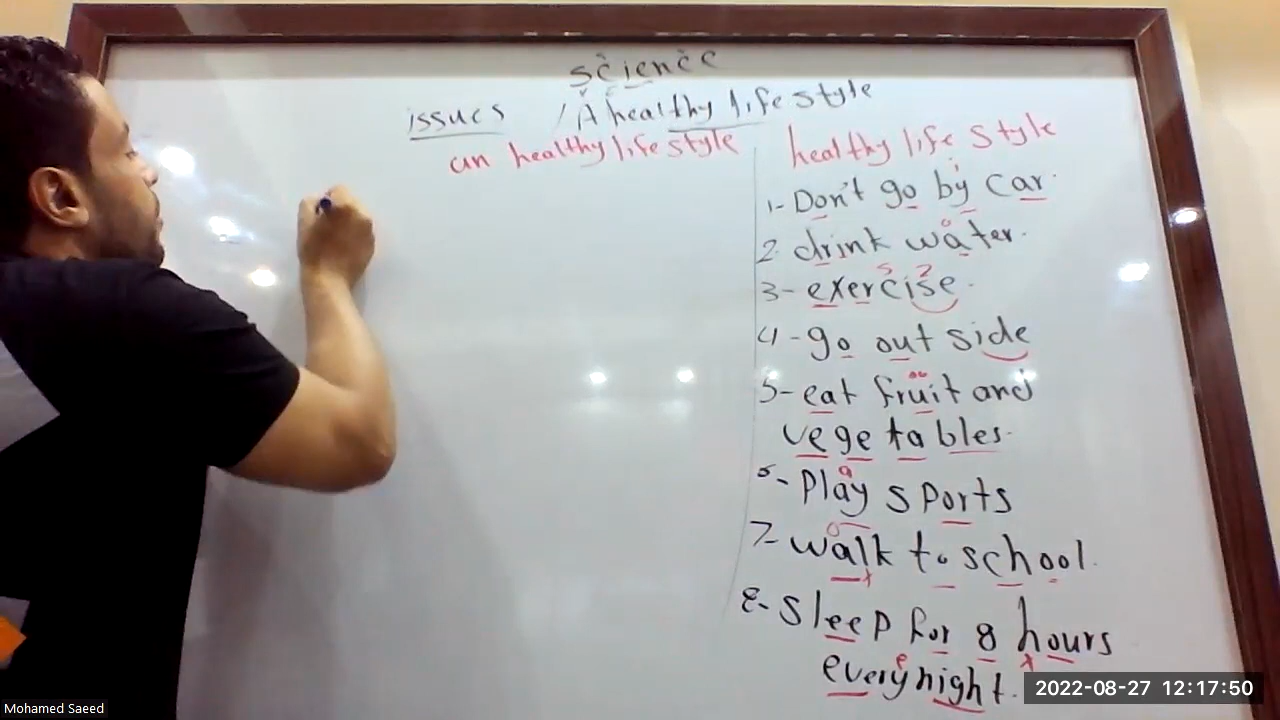 science
issues / A healthy life style
un healthy life style
healthy life style
1- Don't go by car.
2 drink water.
3- exercise.
4- go out side
5- eat fruit and
vegetables.
6- Play sports
7- walk to school.
8- sleep for 8 hours
every night.
Mohamed Saeed
2022-08-27 12:17:50